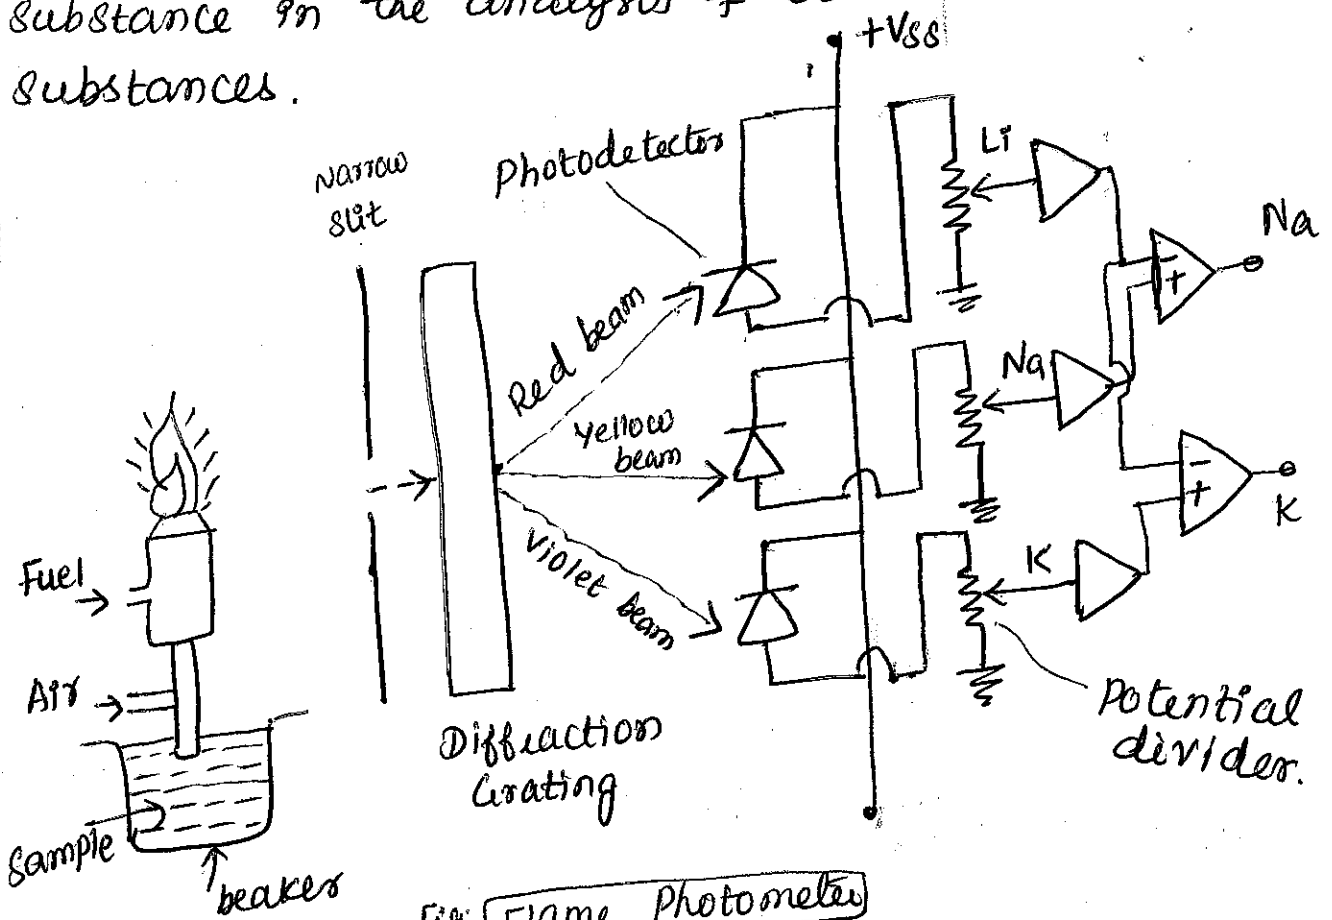 substance in the analysis of
substances.
+Vss
Narrow
slit
Photodetector
Li
Na
Red beam
Yellow
beam
Na
Violet beam
K
K
Fuel
Air
Sample
beaker
Diffraction
Grating
Potential
divider.
Fig: Flame Photometer